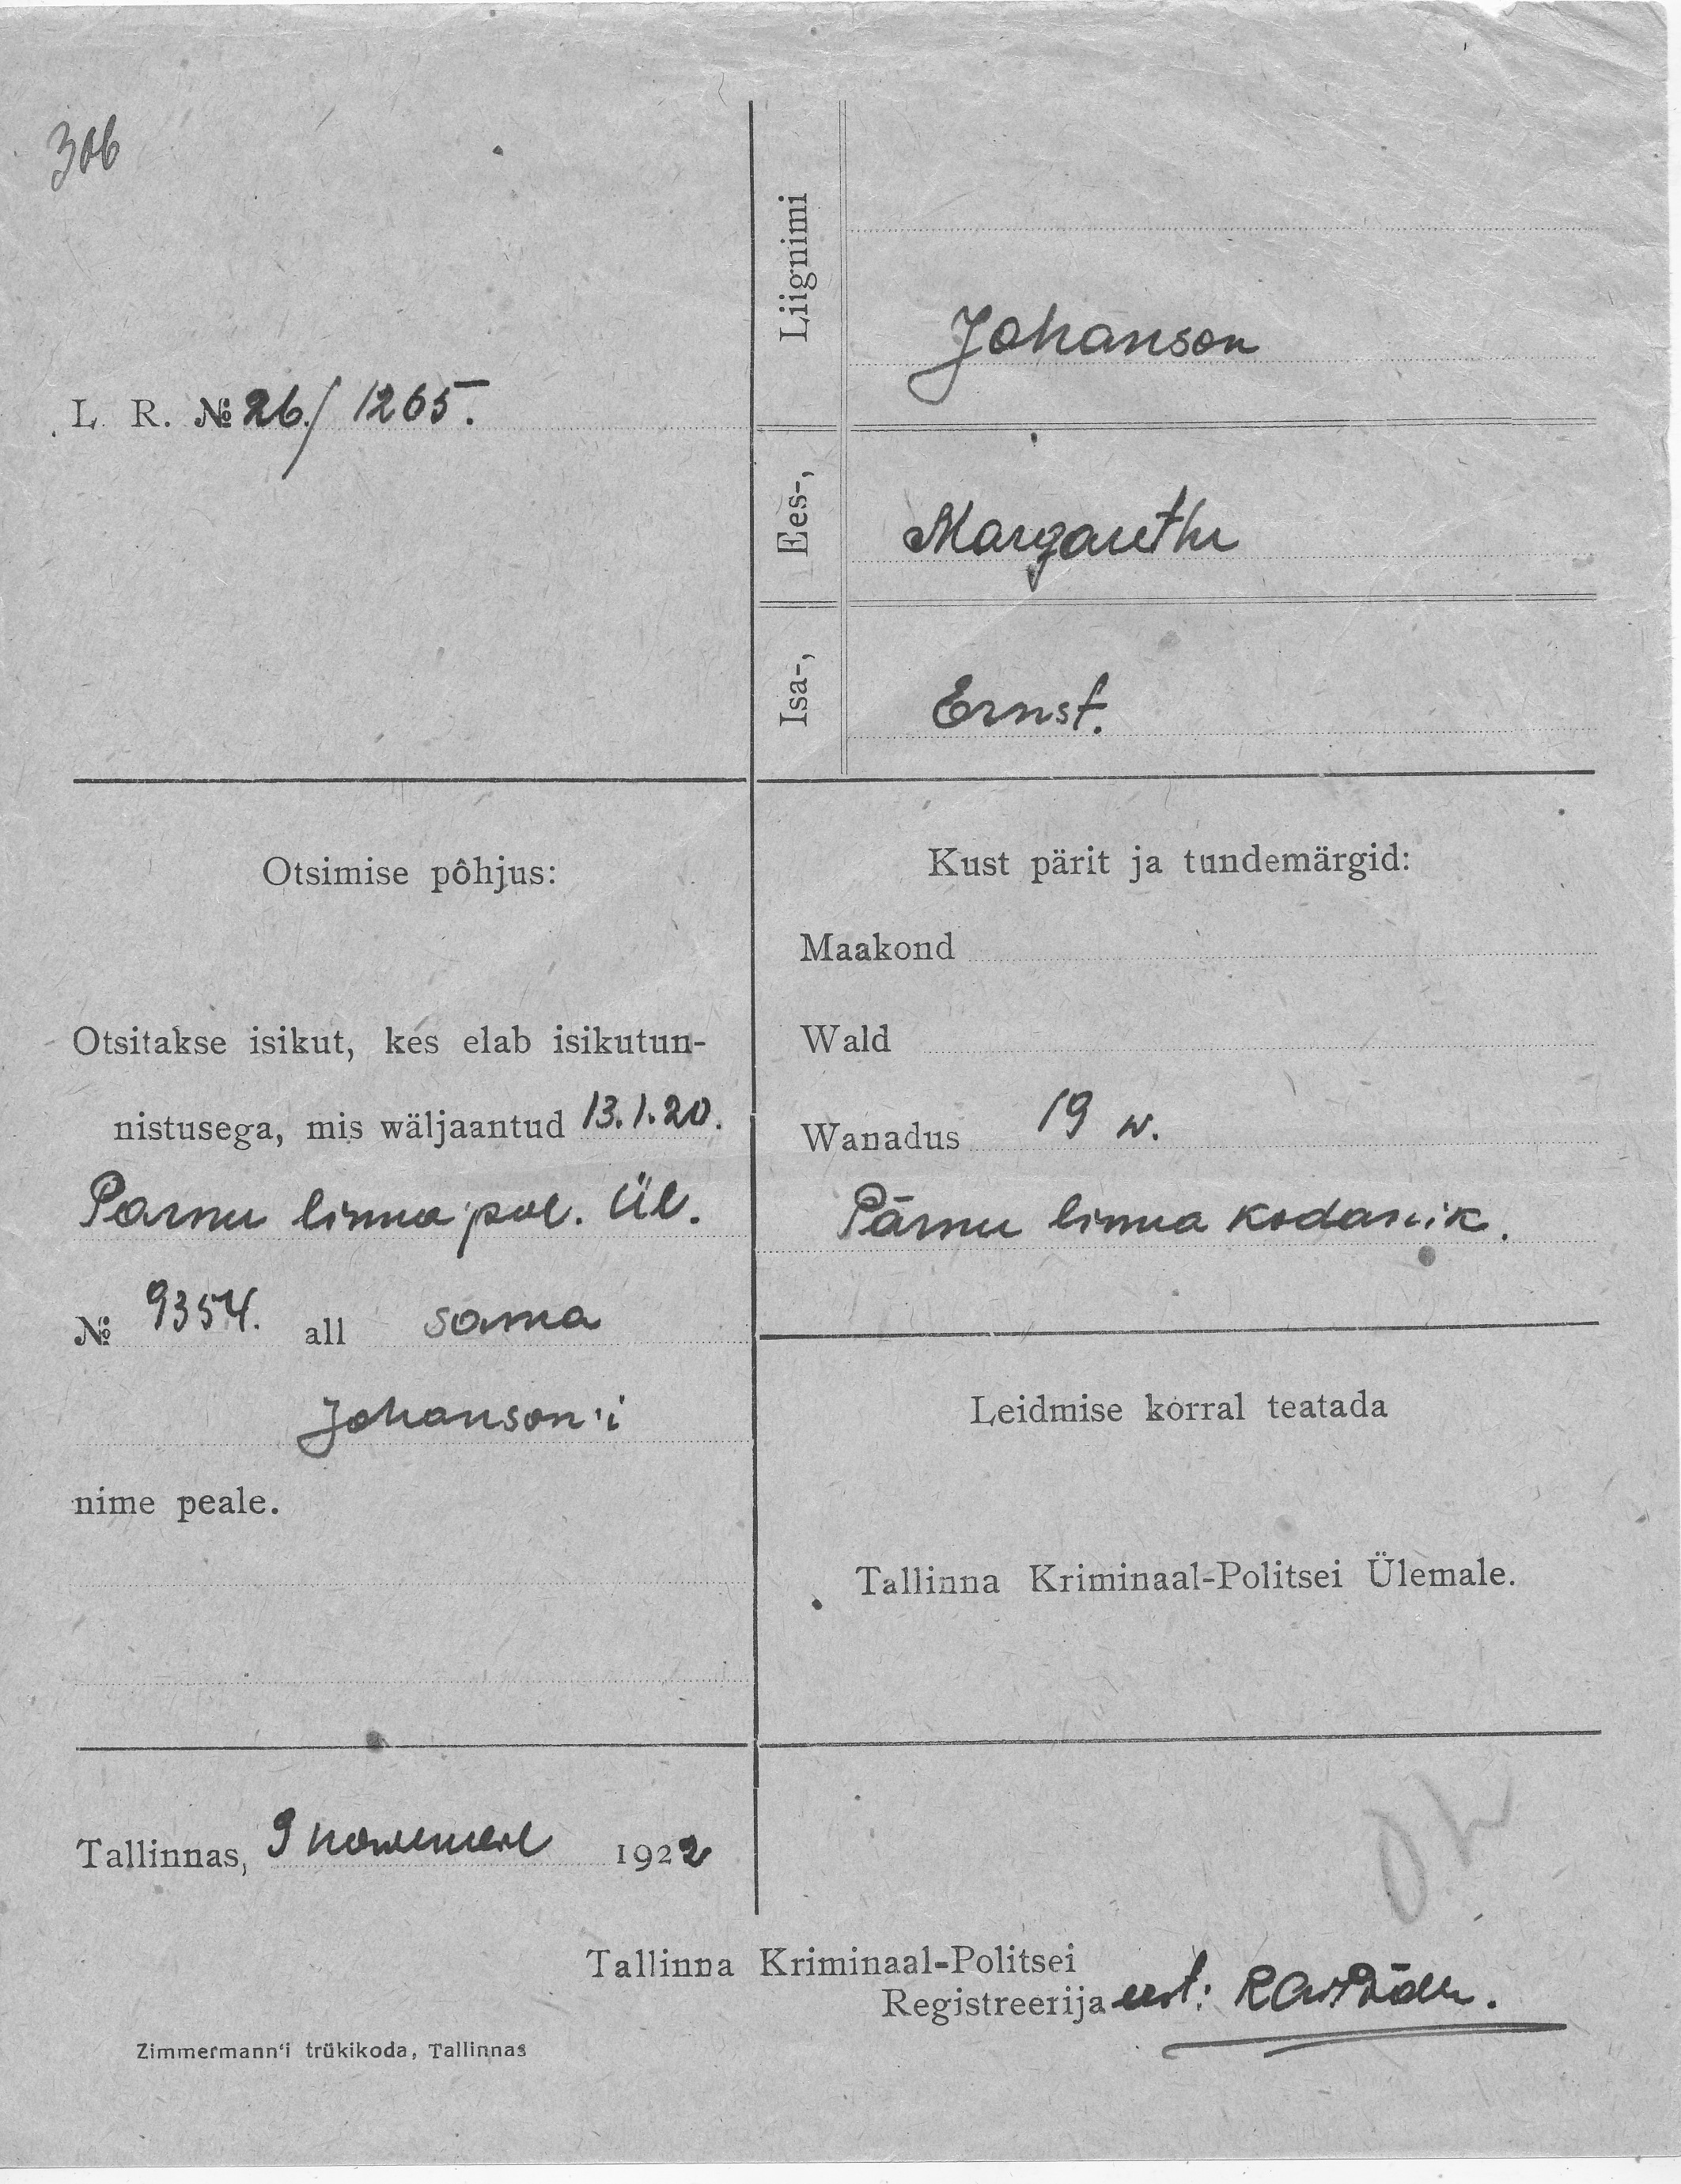 306
L. R. № 26./1265.
Liignimi
Johanson
Ees-,
Margarethe
Isa-,
Ernst.
Otsimise pôhjus:
Otsitakse isikut, kes elab isikutun-
nistusega, mis wäljaantud 13.1.20.
Pärnu linna pol. Ül.
№ 9354. all sama
Johanson'i
nime peale.
Kust pärit ja tundemärgid:
Maakond
Wald
Wanadus 19 w.
Pärnu linna kodanik.
Leidmise korral teatada
Tallinna Kriminaal-Politsei Ülemale.
Tallinnas, 9 nowembril 1922
Tallinna Kriminaal-Politsei
Registreerija eest:
Zimmermann'i trükikoda, Tallinnas